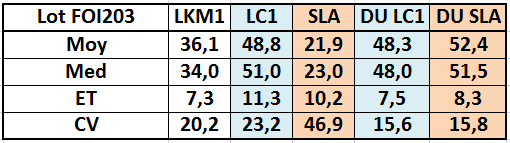 Lot FOI203 LKM1 LC1 SLA DU LC1 DU SLA
Moy 36,1 48,8 21,9 48,3 52,4
Med 34,0 51,0 23,0 48,0 51,5
ET 7,3 11,3 10,2 7,5 8,3
CV 20,2 23,2 46,9 15,6 15,8